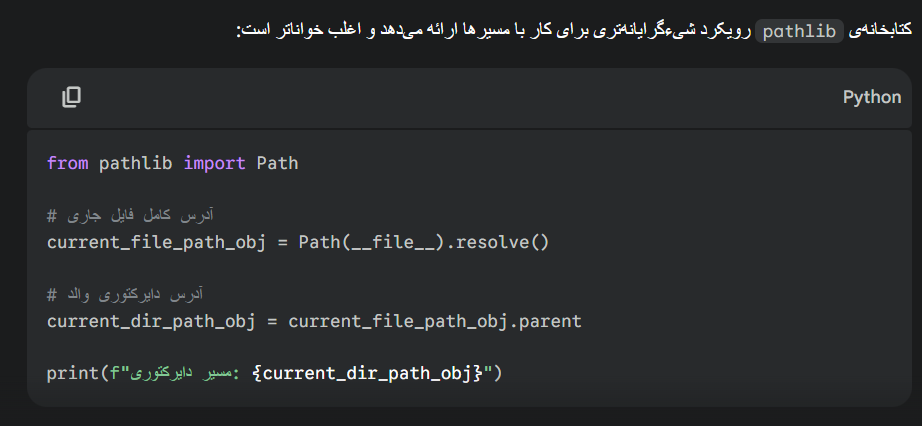 کتابخانه‌ی pathlib رویکرد شیءگرایانه‌تری برای کار با مسیرها ارائه می‌دهد و اغلب خواناتر است:
Python
from pathlib import Path
# آدرس کامل فایل جاری
current_file_path_obj = Path(__file__).resolve()
# آدرس دایرکتوری والد
current_dir_path_obj = current_file_path_obj.parent
print(f"مسیر دایرکتوری: {current_dir_path_obj}")